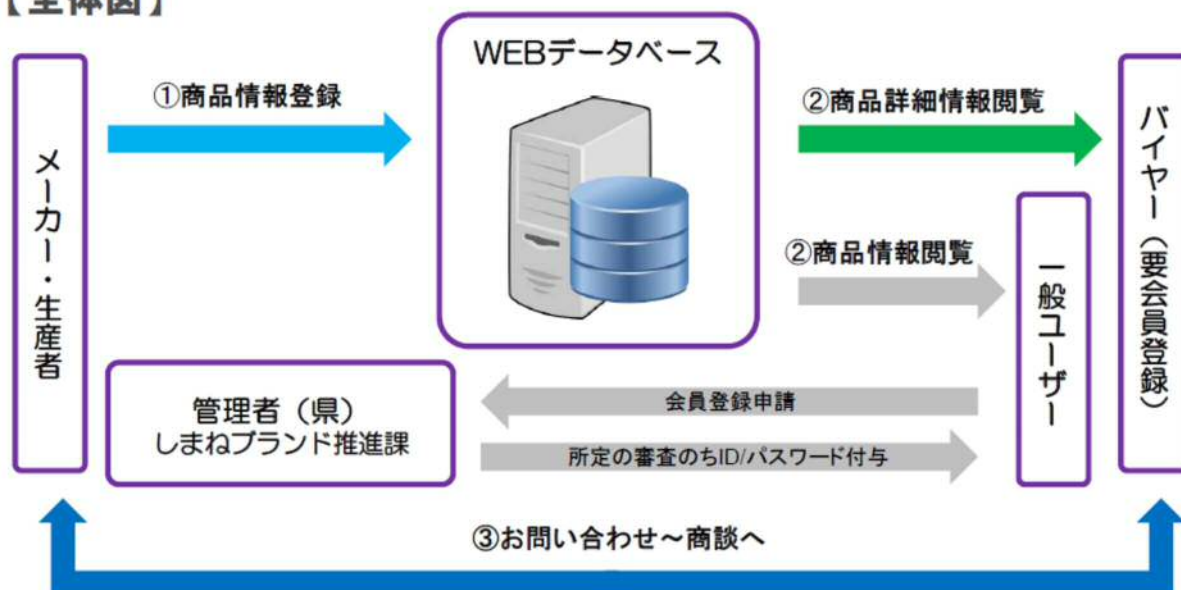 【全体図】
WEBデータベース
①商品情報登録
②商品詳細情報閲覧
メーカー・生産者
バイヤー（要会員登録）
②商品情報閲覧
一般ユーザー
管理者（県）
しまねブランド推進課
会員登録申請
所定の審査のちID/パスワード付与
③お問い合わせ～商談へ